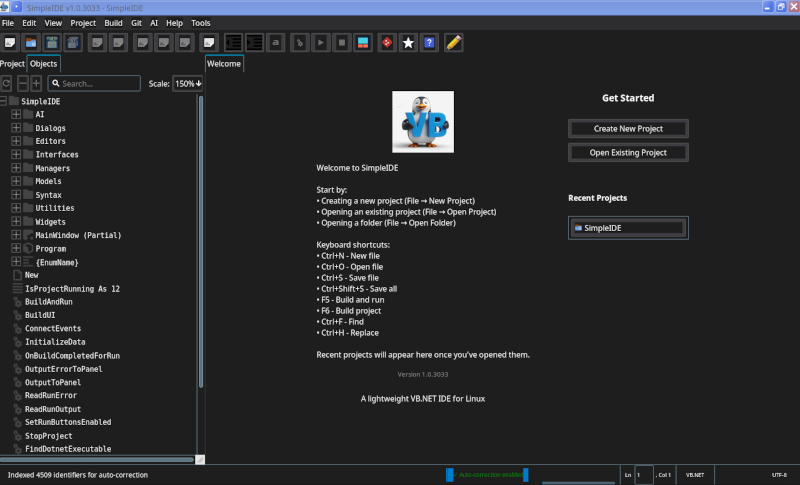 SimpleIDE v1.0.3033 - SimpleIDE
File Edit View Project Build Git AI Help Tools
Project Objects Welcome
Search... Scale: 150%
SimpleIDE
AI
Dialogs
Editors
Interfaces
Managers
Models
Syntax
Utilities
Widgets
MainWindow (Partial)
Program
{EnumName}
New
IsProjectRunning As 12
BuildAndRun
BuildUI
ConnectEvents
InitializeData
OnBuildCompletedForRun
OutputErrorToPanel
OutputToPanel
ReadRunError
ReadRunOutput
SetRunButtonsEnabled
StopProject
FindDotnetExecutable
VB
Welcome to SimpleIDE
Start by:
• Creating a new project (File → New Project)
• Opening an existing project (File → Open Project)
• Opening a folder (File → Open Folder)
Keyboard shortcuts:
• Ctrl+N - New file
• Ctrl+O - Open file
• Ctrl+S - Save file
• Ctrl+Shift+S - Save all
• F5 - Build and run
• F6 - Build project
• Ctrl+F - Find
• Ctrl+H - Replace
Recent projects will appear here once you've opened them.
Version 1.0.3033
A lightweight VB.NET IDE for Linux
Get Started
Create New Project
Open Existing Project
Recent Projects
SimpleIDE
Indexed 4509 identifiers for auto-correction
✓ Auto-correction enabled
Ln 1 , Col 1 VB.NET UTF-8